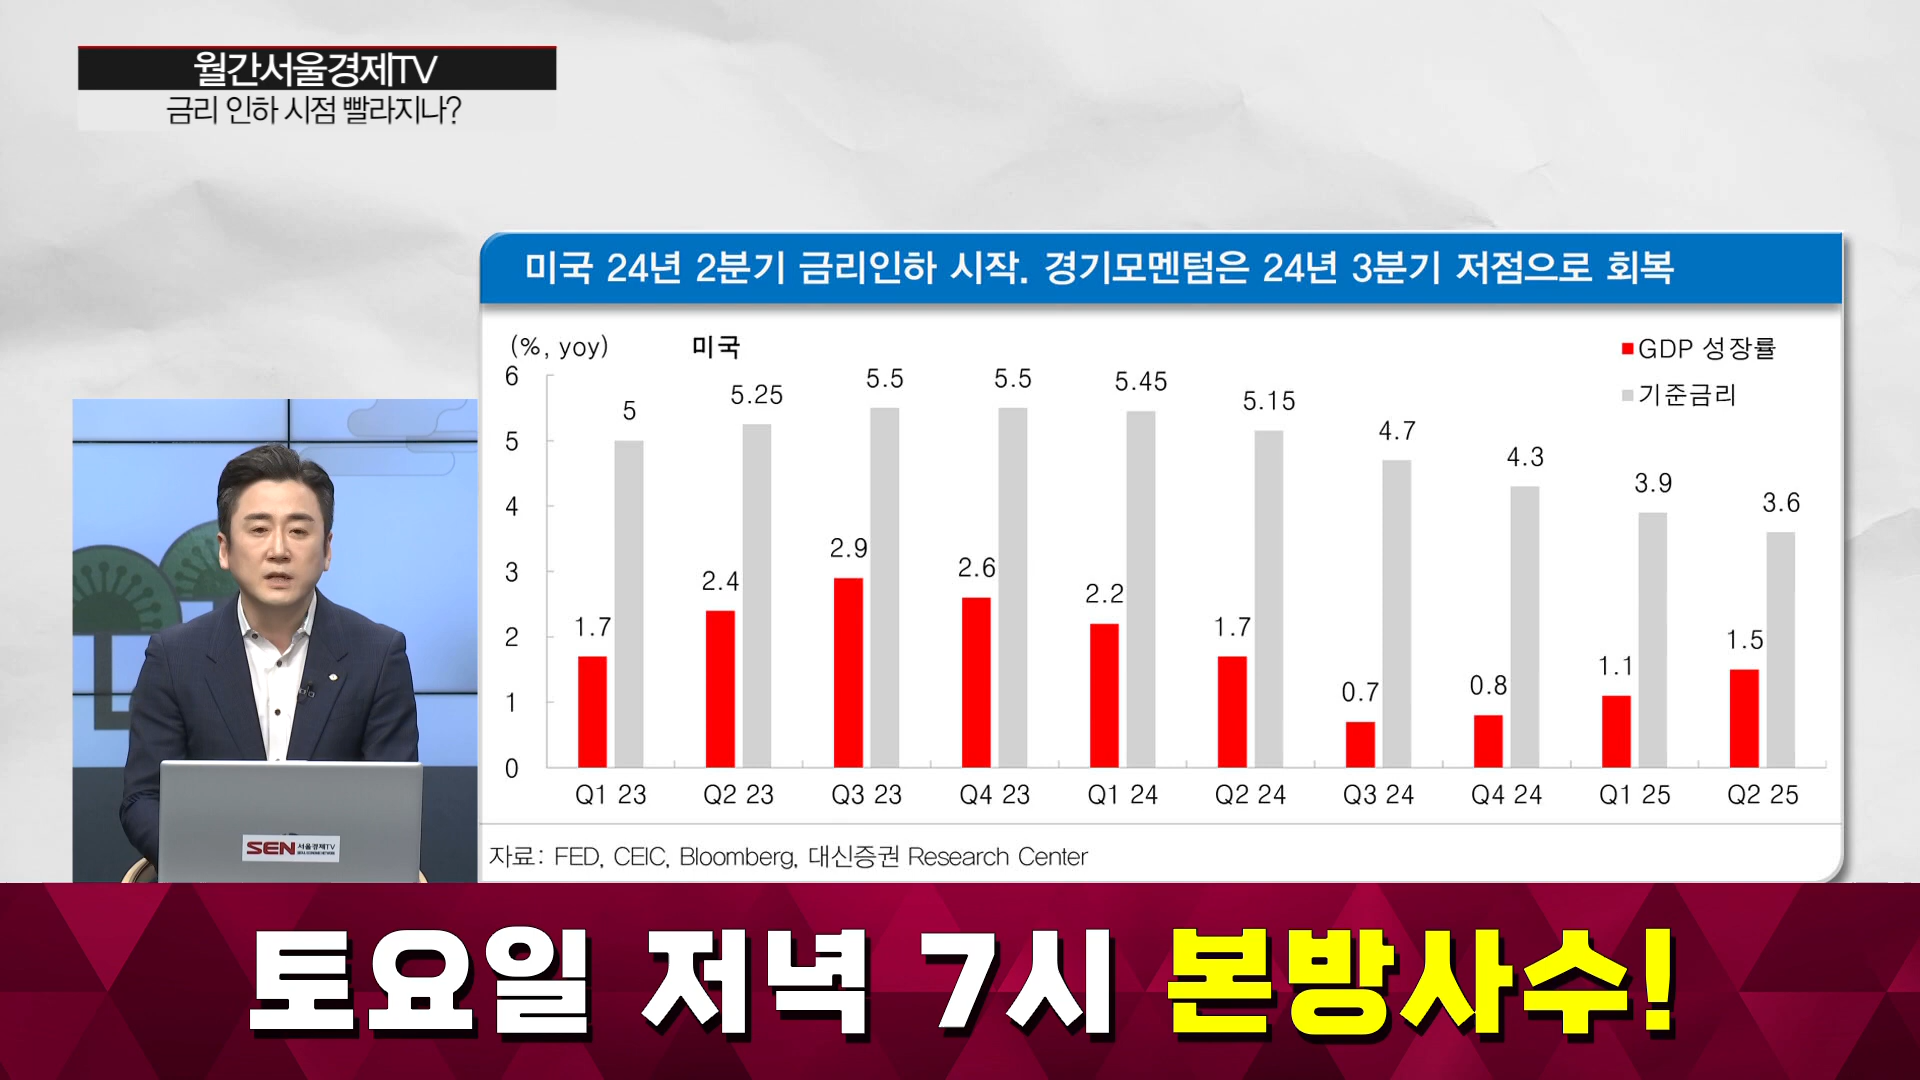 월간서울경제TV
금리 인하 시점 빨라지나?
미국 24년 2분기 금리인하 시작. 경기모멘텀은 24년 3분기 저점으로 회복
(%, yoy)
미국
GDP 성장률
기준금리
6
5
4
3
2
1
0
1.7
5
2.4
5.25
2.9
5.5
2.6
5.5
2.2
5.45
1.7
5.15
0.7
4.7
0.8
4.3
1.1
3.9
1.5
3.6
Q1 23
Q2 23
Q3 23
Q4 23
Q1 24
Q2 24
Q3 24
Q4 24
Q1 25
Q2 25
자료: FED, CEIC, Bloomberg, 대신증권 Research Center
SEN 서울경제TV
토요일 저녁 7시 본방사수!